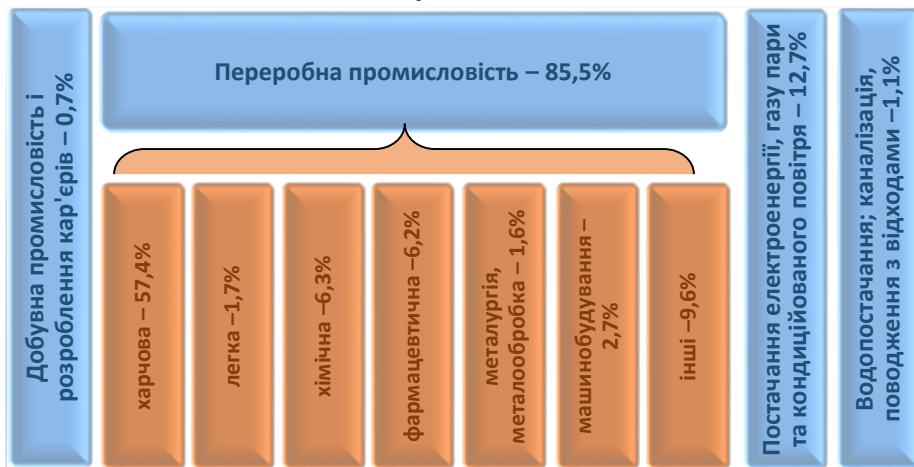 Добувна промисловість і
розроблення кар'єрів – 0,7%
Переробна промисловість – 85,5%
харчова – 57,4%
легка –1,7%
хімічна –6,3%
фармацевтична –6,2%
металургія,
металообробка – 1,6%
машинобудування –
2,7%
інші –9,6%
Постачання електроенергії, газу пари
та кондиційованого повітря – 12,7%
Водопостачання; каналізація,
поводження з відходами –1,1%